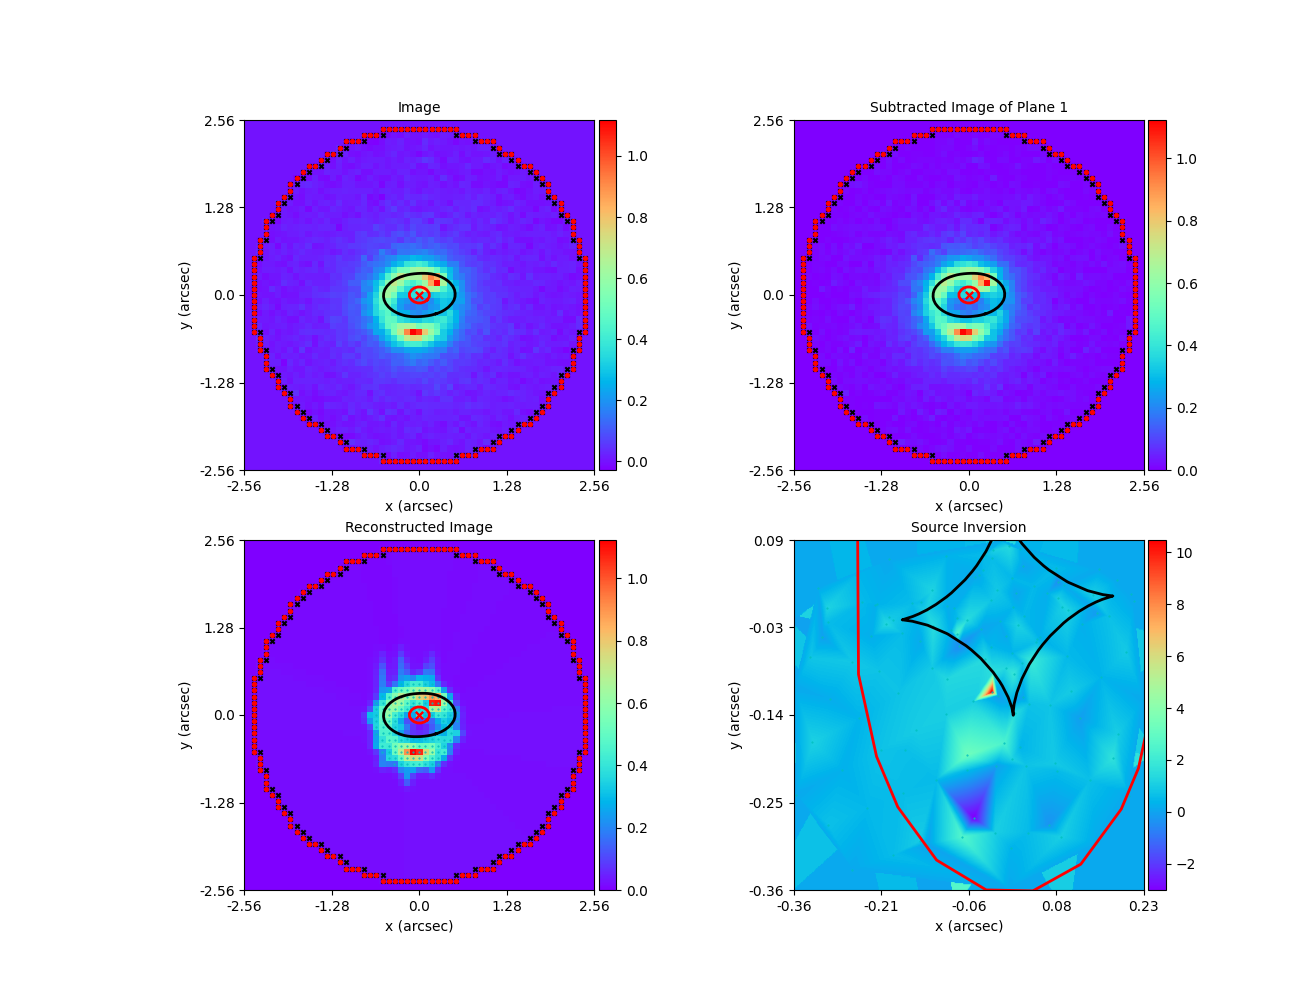 Image
2.56
1.28
0.0
-1.28
-2.56
y (arcsec)
-2.56 -1.28 0.0 1.28 2.56
x (arcsec)
1.0
0.8
0.6
0.4
0.2
0.0
Subtracted Image of Plane 1
2.56
1.28
0.0
-1.28
-2.56
y (arcsec)
-2.56 -1.28 0.0 1.28 2.56
x (arcsec)
1.0
0.8
0.6
0.4
0.2
0.0
Reconstructed Image
2.56
1.28
0.0
-1.28
-2.56
y (arcsec)
-2.56 -1.28 0.0 1.28 2.56
x (arcsec)
1.0
0.8
0.6
0.4
0.2
0.0
Source Inversion
0.09
-0.03
-0.14
-0.25
-0.36
y (arcsec)
-0.36 -0.21 -0.06 0.08 0.23
x (arcsec)
10
8
6
4
2
0
−2